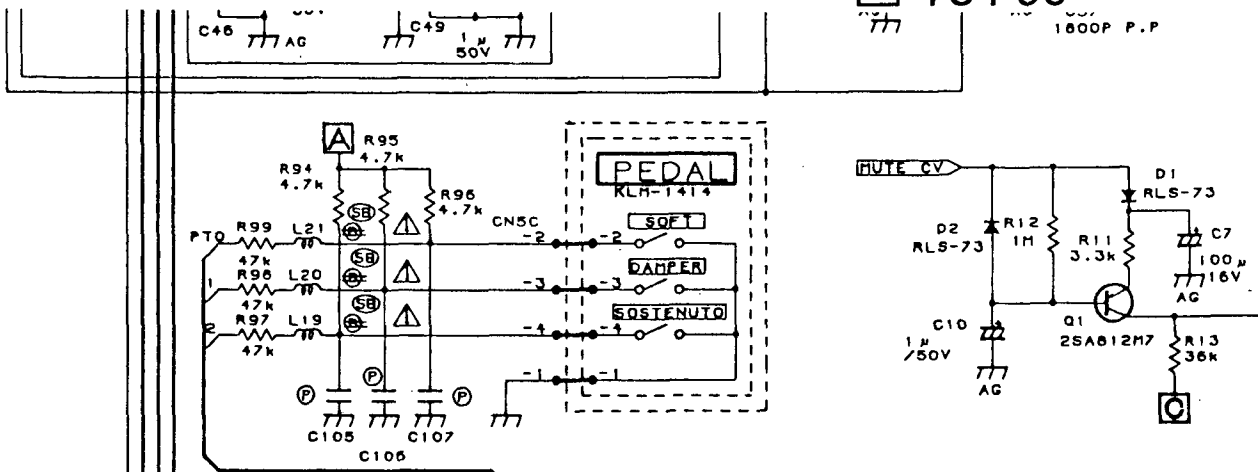 C46
AG
C49
1μ
50V
1800P P.P
A
R95
4.7k
R94
4.7k
R96
4.7k
PEDAL
KLM-1414
MUTE CV
D1
RLS-73
PT0
R99
47k
L21
SB
CN5C
-2
-2
SOFT
D2
RLS-73
R12
1M
R11
3.3k
C7
100μ
16V
AG
1
R98
47k
L20
SB
-3
-3
DAMPER
2
R97
47k
L19
SB
-4
-4
SOSTENUTO
C10
1μ
/50V
AG
Q1
2SA812M7
R13
36k
C
-1
-1
P
P
P
C105
C106
C107